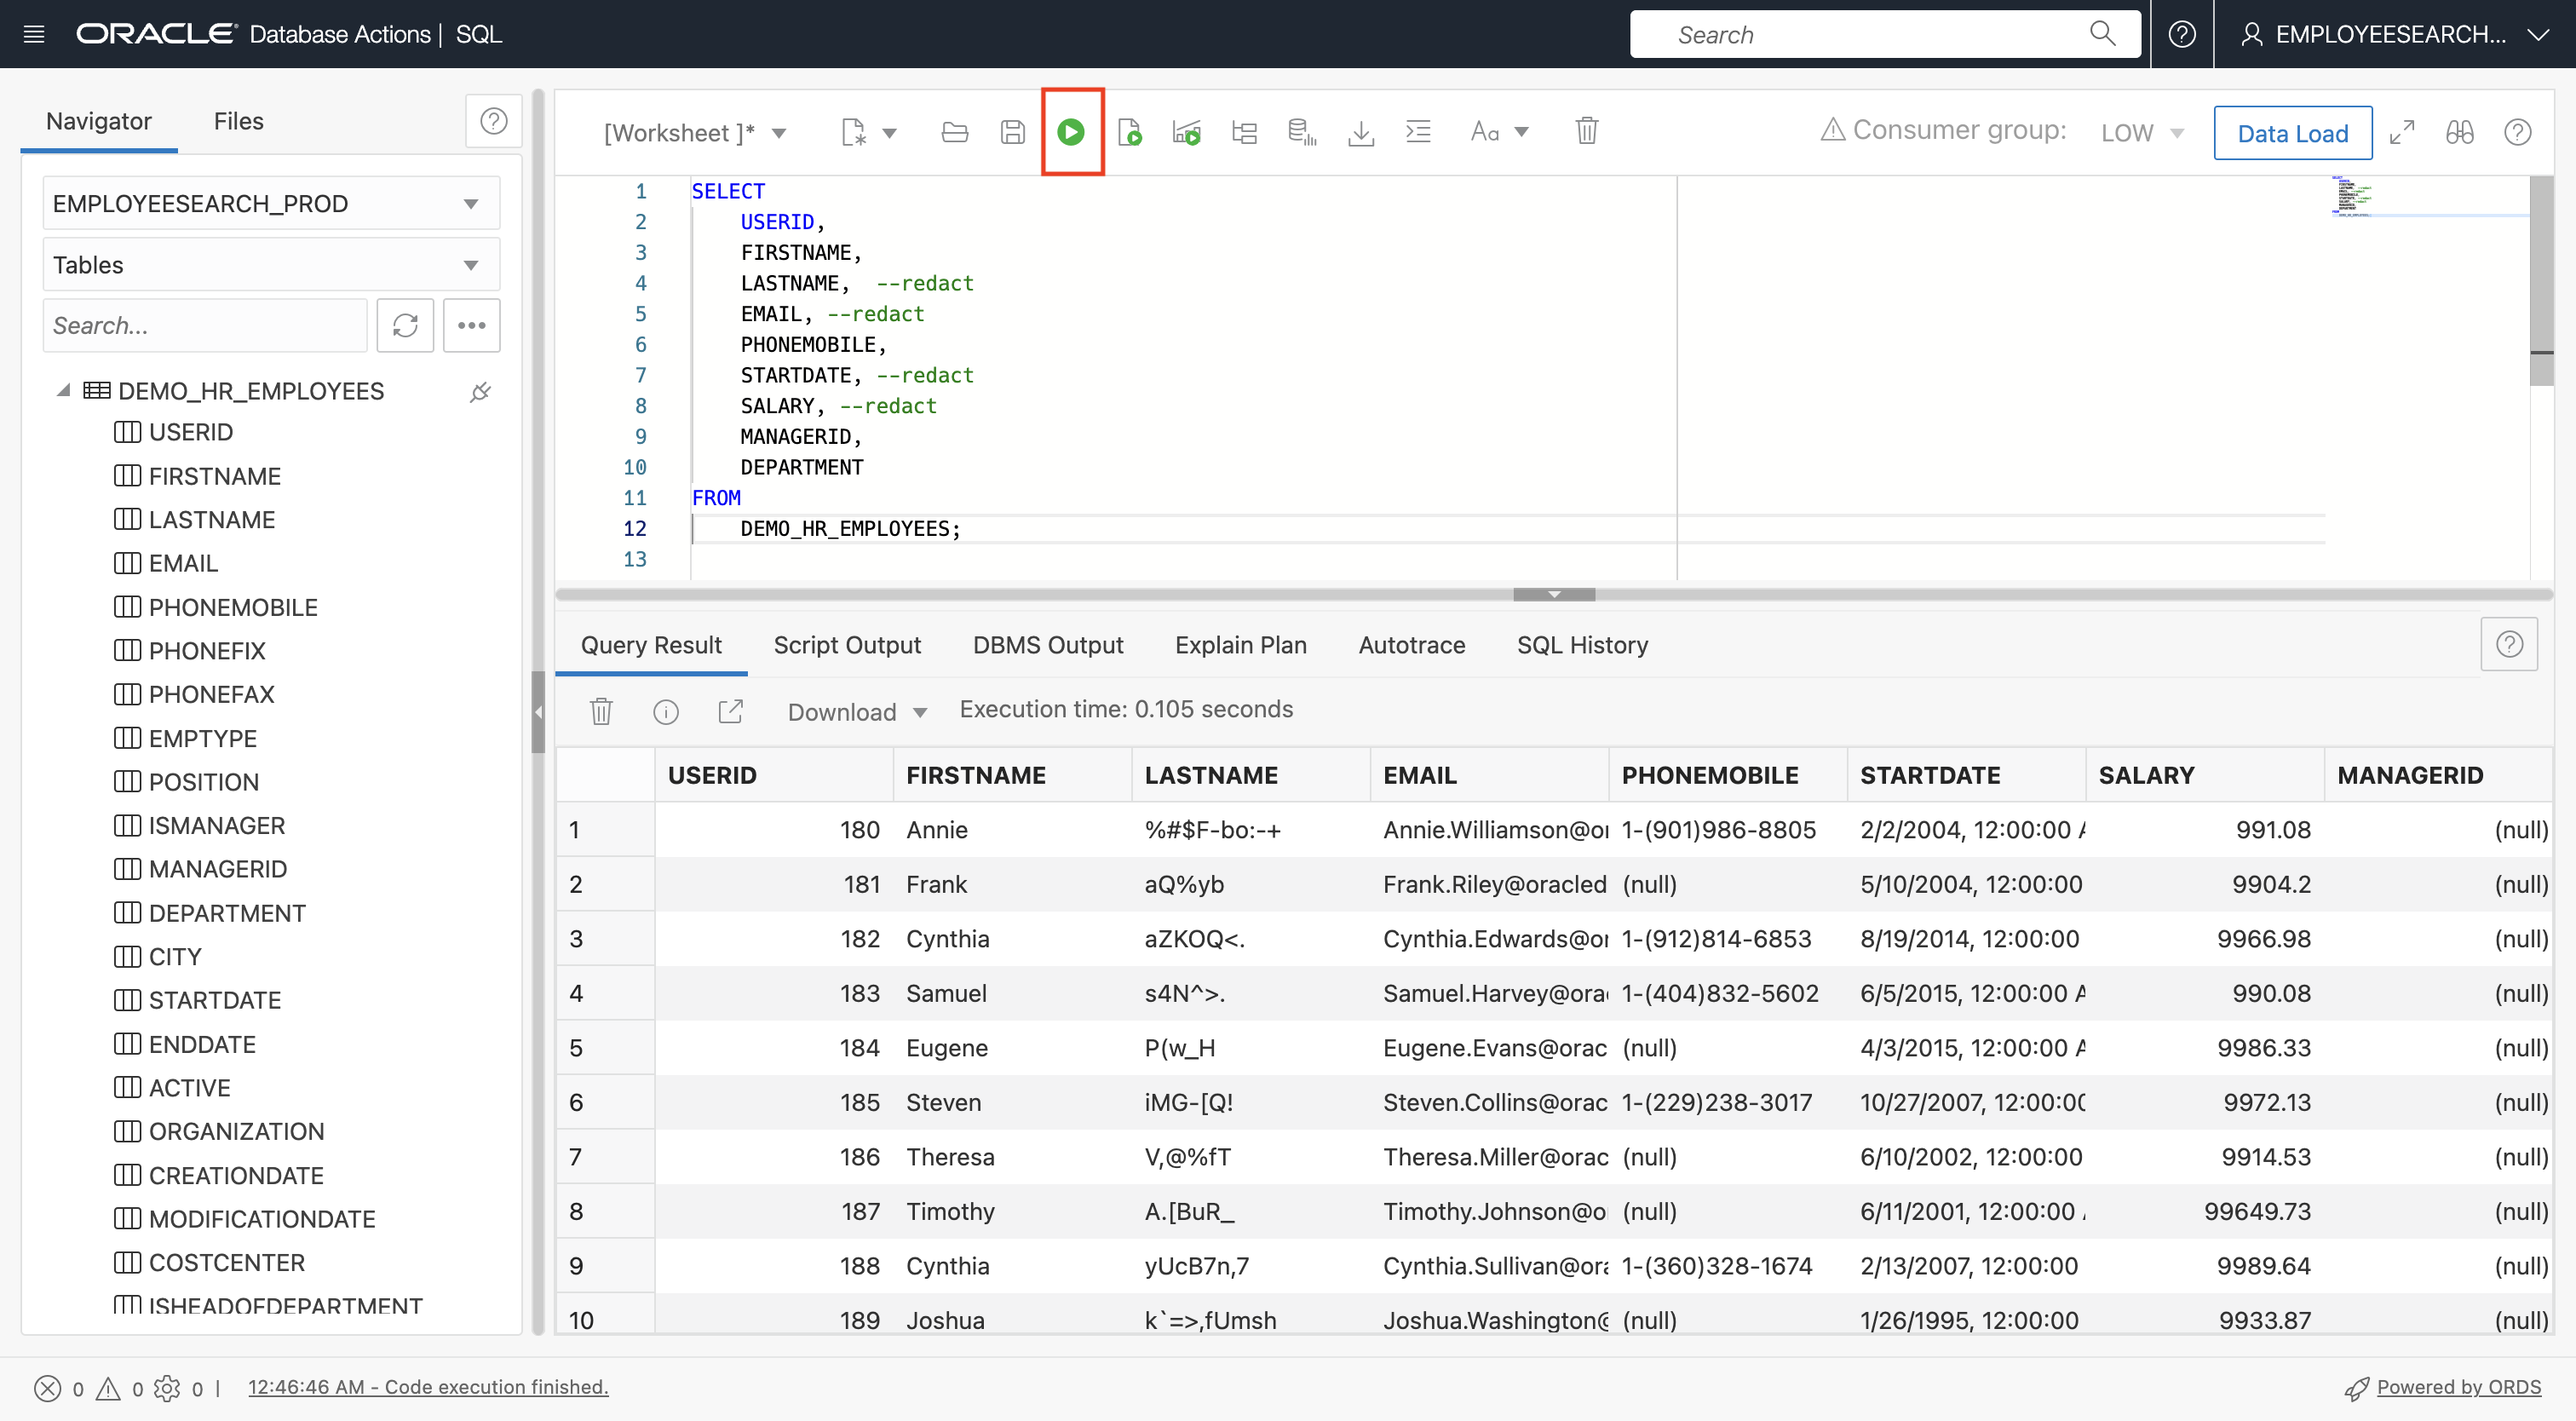 ORACLE Database Actions | SQL
Search
EMPLOYEESEARCH...
Navigator
Files
EMPLOYEESEARCH_PROD
Tables
Search...
DEMO_HR_EMPLOYEES
USERID
FIRSTNAME
LASTNAME
EMAIL
PHONEMOBILE
PHONEFIX
PHONEFAX
EMPTYPE
POSITION
ISMANAGER
MANAGERID
DEPARTMENT
CITY
STARTDATE
ENDDATE
ACTIVE
ORGANIZATION
CREATIONDATE
MODIFICATIONDATE
COSTCENTER
ISHEADOFDEPARTMENT
[Worksheet ]*
Aa
Consumer group: LOW
Data Load
1 SELECT
2 USERID,
3 FIRSTNAME,
4 LASTNAME, --redact
5 EMAIL, --redact
6 PHONEMOBILE,
7 STARTDATE, --redact
8 SALARY, --redact
9 MANAGERID,
10 DEPARTMENT
11 FROM
12 DEMO_HR_EMPLOYEES;
13
Query Result Script Output DBMS Output Explain Plan Autotrace SQL History
Download Execution time: 0.105 seconds
USERID FIRSTNAME LASTNAME EMAIL PHONEMOBILE STARTDATE SALARY MANAGERID
1 180 Annie %#$F-bo:-+ Annie.Williamson@or 1-(901)986-8805 2/2/2004, 12:00:00 A 991.08 (null)
2 181 Frank aQ%yb Frank.Riley@oracled (null) 5/10/2004, 12:00:00 9904.2 (null)
3 182 Cynthia aZKOQ<. Cynthia.Edwards@or 1-(912)814-6853 8/19/2014, 12:00:00 9966.98 (null)
4 183 Samuel s4N^>. Samuel.Harvey@ora 1-(404)832-5602 6/5/2015, 12:00:00 A 990.08 (null)
5 184 Eugene P(w_H Eugene.Evans@orac (null) 4/3/2015, 12:00:00 A 9986.33 (null)
6 185 Steven iMG-[Q! Steven.Collins@orac 1-(229)238-3017 10/27/2007, 12:00:00 9972.13 (null)
7 186 Theresa V,@%fT Theresa.Miller@orac (null) 6/10/2002, 12:00:00 9914.53 (null)
8 187 Timothy A.[BuR_ Timothy.Johnson@o (null) 6/11/2001, 12:00:00 99649.73 (null)
9 188 Cynthia yUcB7n,7 Cynthia.Sullivan@ora 1-(360)328-1674 2/13/2007, 12:00:00 9989.64 (null)
10 189 Joshua k`=>,fUmsh Joshua.Washington@ (null) 1/26/1995, 12:00:00 9933.87 (null)
0 0 0 | 12:46:46 AM - Code execution finished.
Powered by ORDS